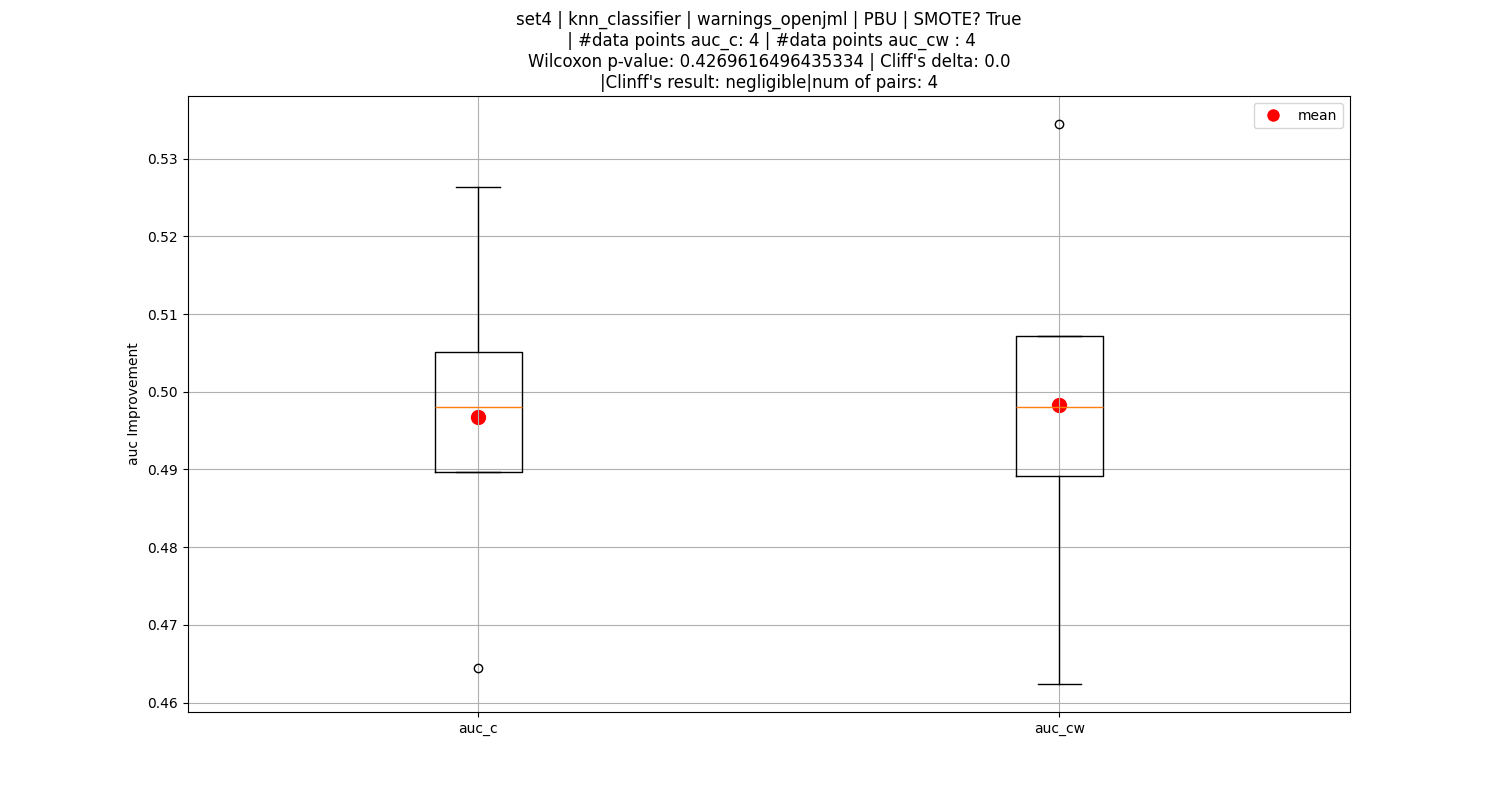 set4 | knn_classifier | warnings_openjml | PBU | SMOTE? True
| #data points auc_c: 4 | #data points auc_cw : 4
Wilcoxon p-value: 0.4269616496435334 | Cliff's delta: 0.0
|Clinff's result: negligible|num of pairs: 4
mean
auc Improvement
0.53
0.52
0.51
0.50
0.49
0.48
0.47
0.46
auc_c
auc_cw